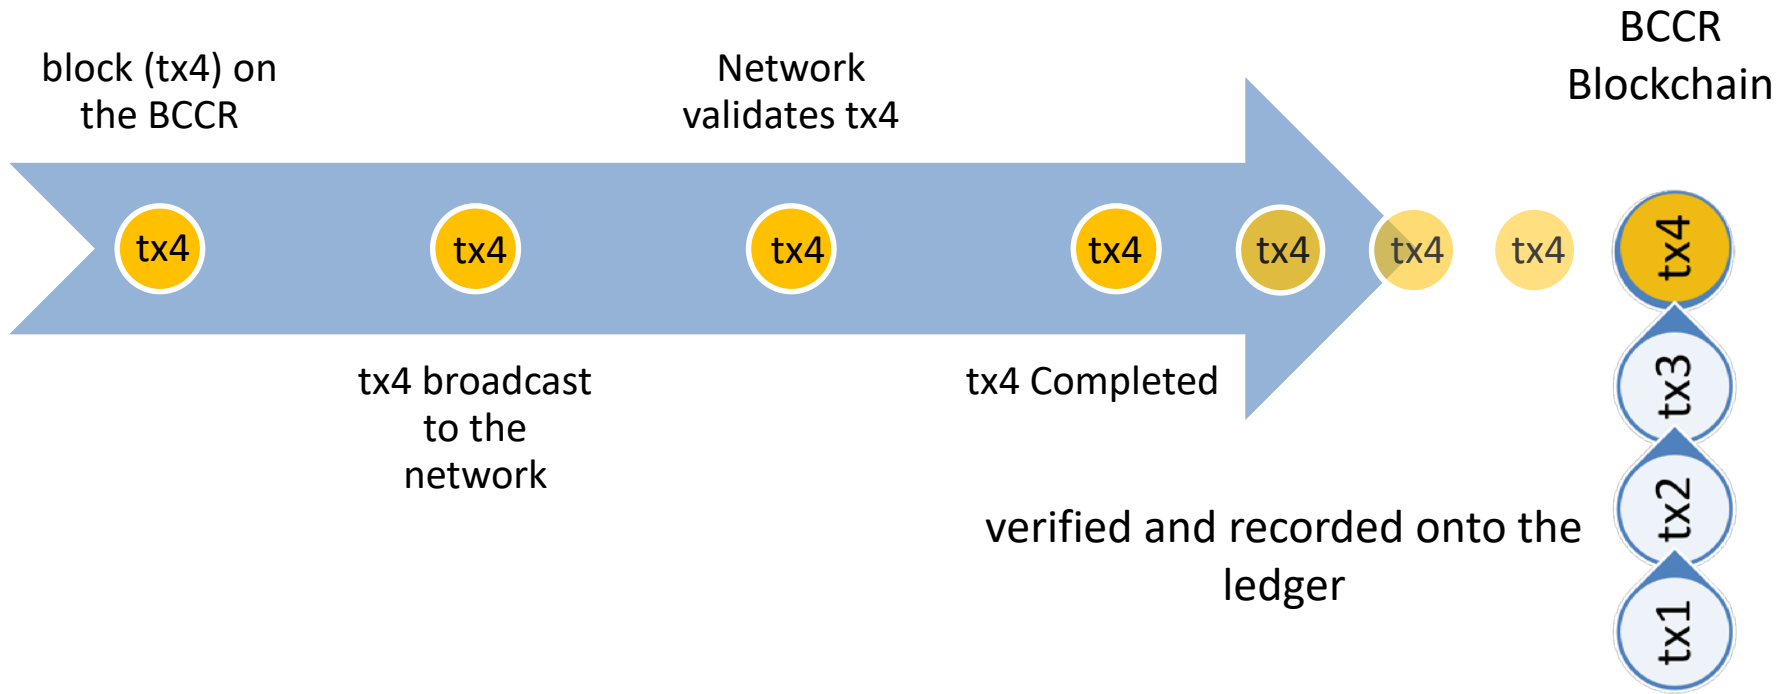 block (tx4) on
the BCCR
Network
validates tx4
BCCR
Blockchain
tx4
tx4
tx4
tx4
tx4
tx4
tx4
tx4
tx4 broadcast
to the
network
tx4 Completed
verified and recorded onto the
ledger
tx3
tx2
tx1